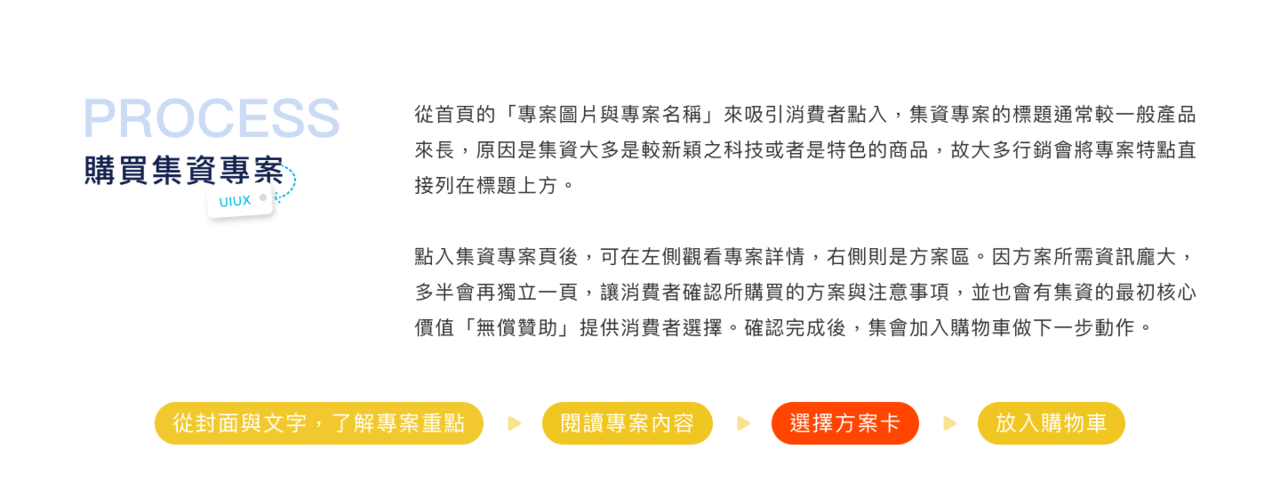 PROCESS
購買集資專案
UIUX
從首頁的「專案圖片與專案名稱」來吸引消費者點入，集資專案的標題通常較一般產品
來長，原因是集資大多是較新穎之科技或者是特色的商品，故大多行銷會將專案特點直
接列在標題上方。
點入集資專案頁後，可在左側觀看專案詳情，右側則是方案區。因方案所需資訊龐大，
多半會再獨立一頁，讓消費者確認所購買的方案與注意事項，並也會有集資的最初核心
價值「無償贊助」提供消費者選擇。確認完成後，集會加入購物車做下一步動作。
從封面與文字，了解專案重點
閱讀專案內容
選擇方案卡
放入購物車